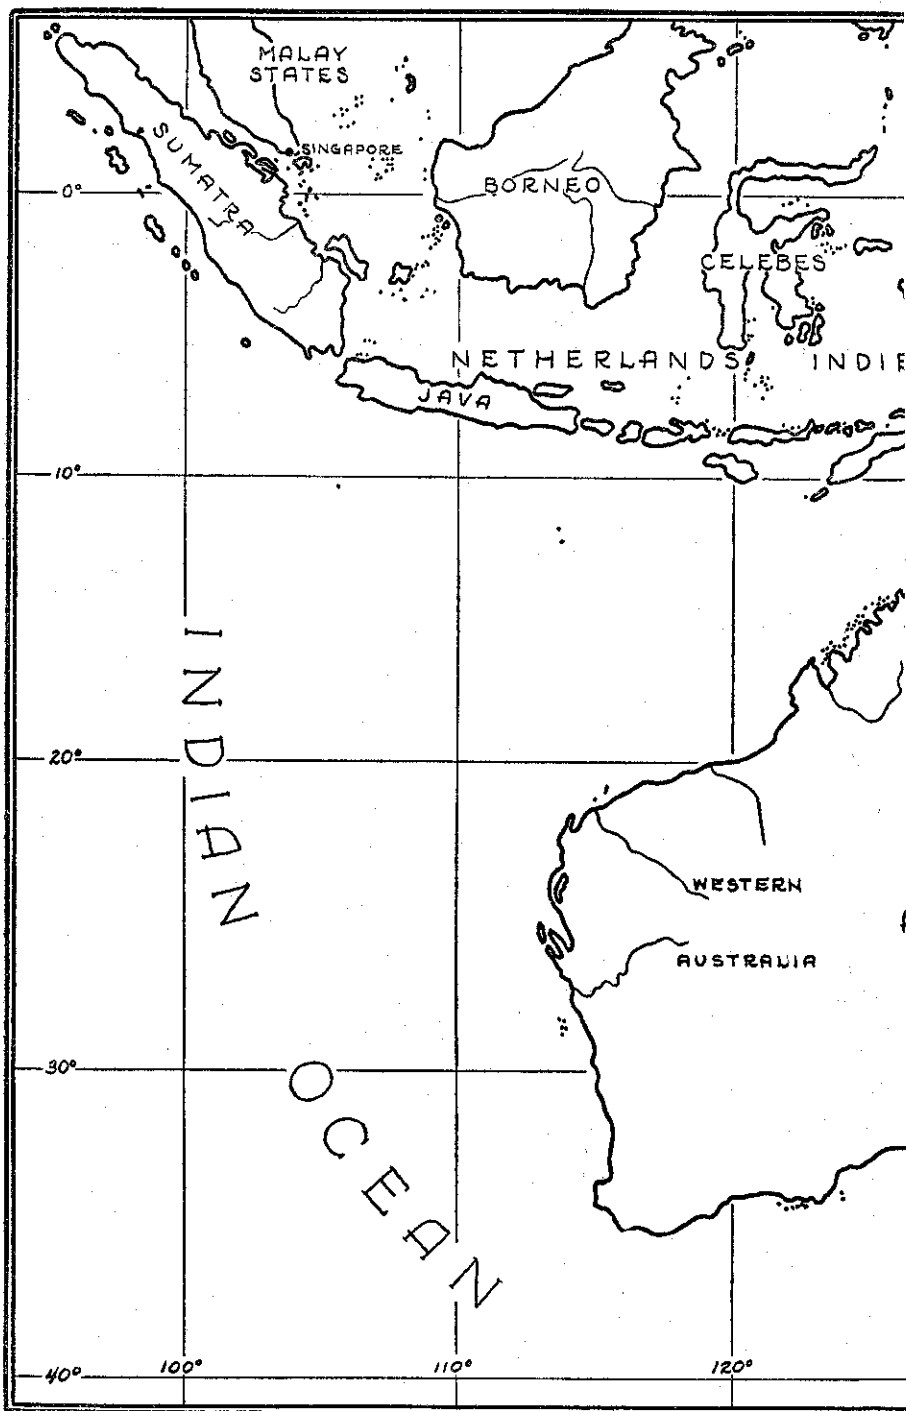 MALAY
STATES
SINGAPORE
SUMATRA
0°
BORNEO
CELEBES
NETHERLANDS INDIE
JAVA
10°
INDIAN
20°
WESTERN
AUSTRALIA
30°
OCEAN
40°
100°
110°
120°